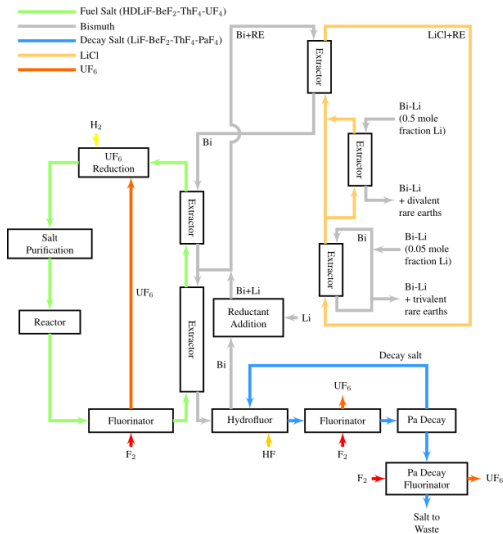 Fuel Salt (HDLiF-BeF₂-ThF₄-UF₄)
Bismuth
Decay Salt (LiF-BeF₂-ThF₄-PaF₄)
LiCl
UF₆
Bi+RE
LiCl+RE
Extractor
Bi-Li
(0.5 mole
fraction Li)
H₂
Bi
Extractor
UF₆
Reduction
Bi-Li
+ divalent
rare earths
Extractor
Salt
Purification
Bi
Bi-Li
(0.05 mole
fraction Li)
Extractor
UF₆
Bi+Li
Bi-Li
+ trivalent
rare earths
Reactor
Extractor
Reductant
Addition
Li
Decay salt
Bi
UF₆
Fluorinator
Hydrofluor
Fluorinator
Pa Decay
F₂
HF
F₂
F₂
Pa Decay
Fluorinator
UF₆
Salt to
Waste